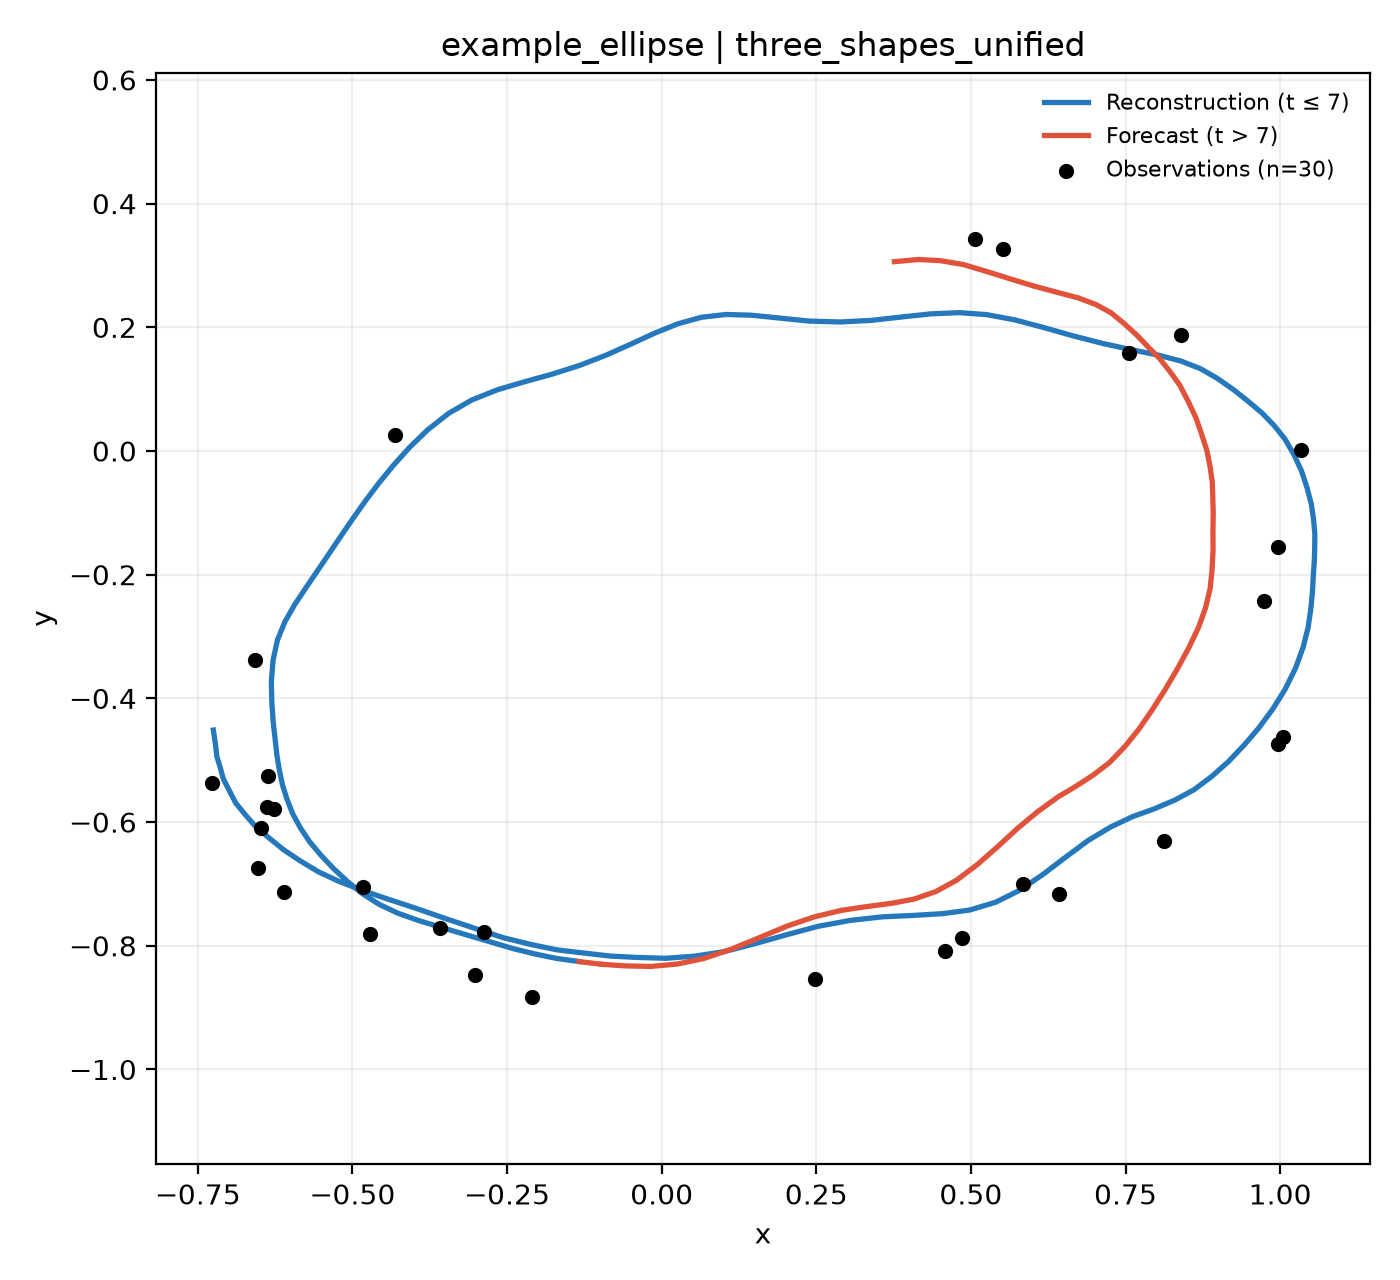 example_ellipse | three_shapes_unified
Reconstruction (t ≤ 7)
Forecast (t > 7)
Observations (n=30)
0.6
0.4
0.2
0.0
−0.2
−0.4
−0.6
−0.8
−1.0
y
−0.75 −0.50 −0.25 0.00 0.25 0.50 0.75 1.00
x